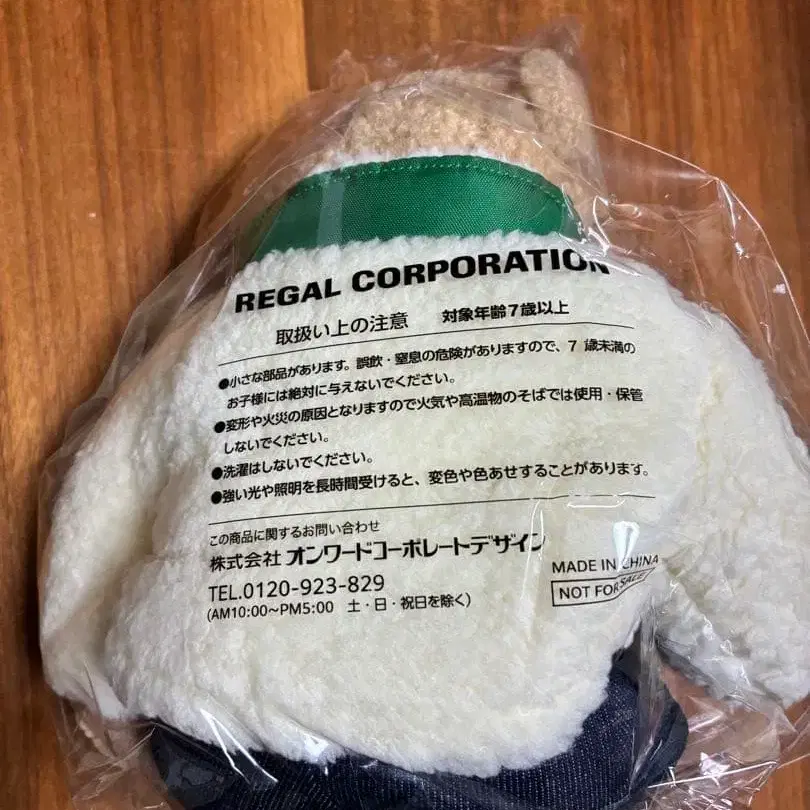 REGAL CORPORATION
取扱い上の注意　対象年齢7歳以上
●小さな部品があります。誤飲・窒息の危険がありますので、7歳未満の
お子様には絶対に与えないでください。
●変形や火災の原因となりますので火気や高温物のそばでは使用・保管
しないでください。
●洗濯はしないでください。
●強い光や照明を長時間受けると、変色や色あせすることがあります。
この商品に関するお問い合わせ
株式会社 オンワードコーポレートデザイン
TEL.0120-923-829
(AM10:00〜PM5:00　土・日・祝日を除く)
MADE IN CHINA
NOT FOR SALE